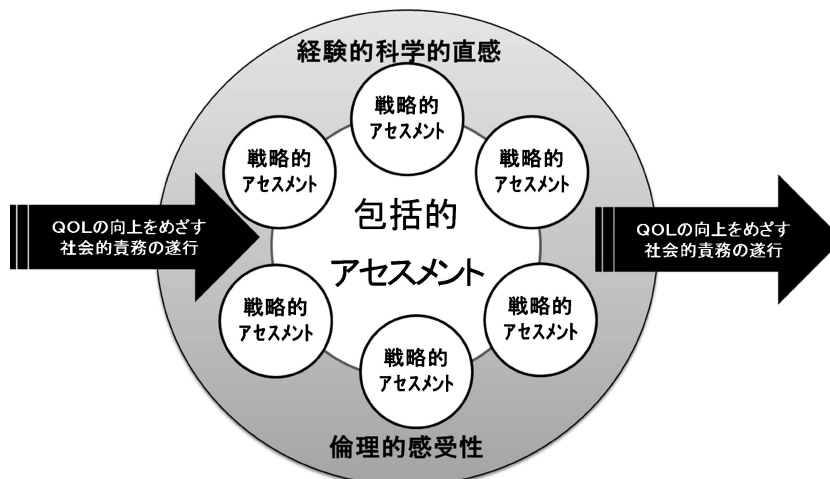 経験的科学的直感
戦略的
アセスメント
戦略的
アセスメント
戦略的
アセスメント
包括的
アセスメント
QOLの向上をめざす
社会的責務の遂行
QOLの向上をめざす
社会的責務の遂行
戦略的
アセスメント
戦略的
アセスメント
戦略的
アセスメント
倫理的感受性